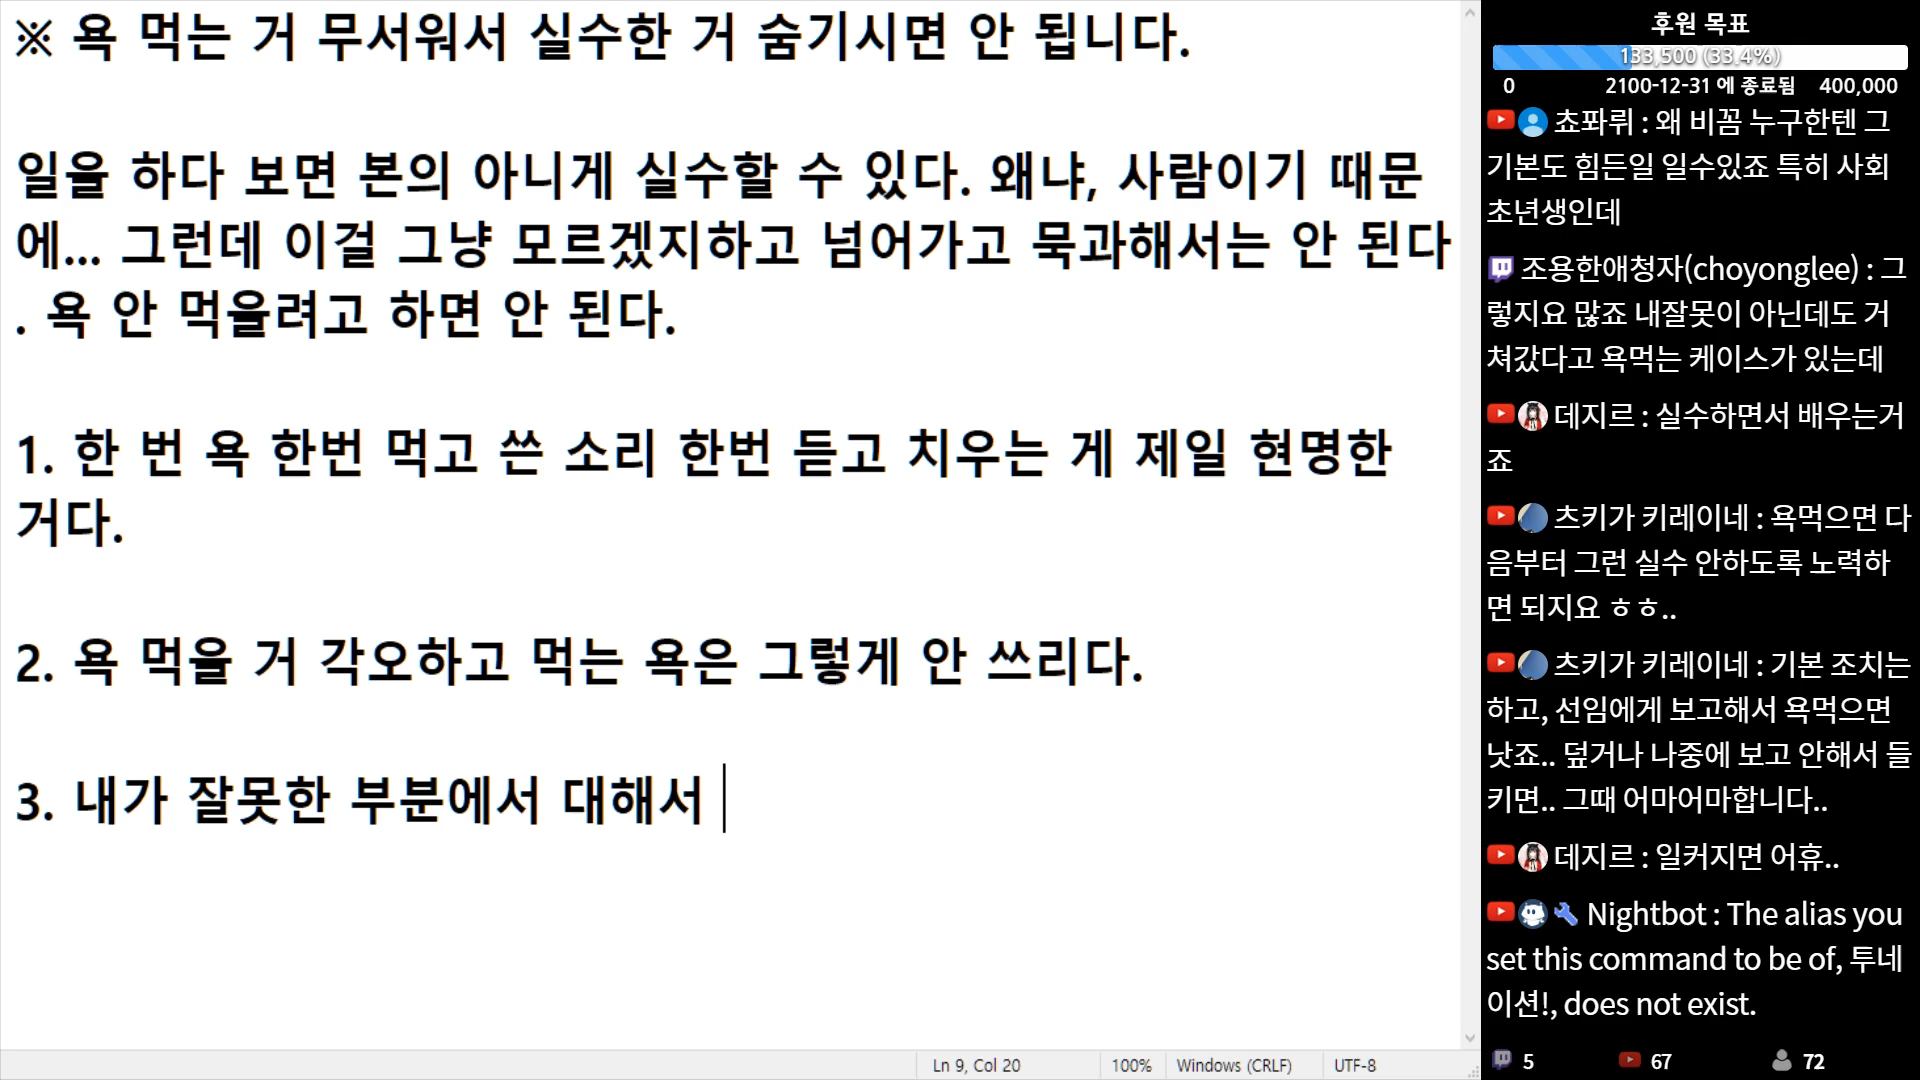 ※ 욕 먹는 거 무서워서 실수한 거 숨기시면 안 됩니다.
일을 하다 보면 본의 아니게 실수할 수 있다. 왜냐, 사람이기 때문
에... 그런데 이걸 그냥 모르겠지하고 넘어가고 묵과해서는 안 된다
. 욕 안 먹을려고 하면 안 된다.
1. 한 번 욕 한번 먹고 쓴 소리 한번 듣고 치우는 게 제일 현명한
거다.
2. 욕 먹을 거 각오하고 먹는 욕은 그렇게 안 쓰리다.
3. 내가 잘못한 부분에서 대해서
Ln 9, Col 20
100%
Windows (CRLF)
UTF-8
후원 목표
133,500 (33.4%)
0 2100-12-31 에 종료됨 400,000
쵸퐈뤼 : 왜 비꼼 누구한텐 그
기본도 힘든일 일수있죠 특히 사회
초년생인데
조용한애청자(choyonglee) : 그
렇지요 많죠 내잘못이 아닌데도 거
쳐갔다고 욕먹는 케이스가 있는데
데지르 : 실수하면서 배우는거
죠
츠키가 키레이네 : 욕먹으면 다
음부터 그런 실수 안하도록 노력하
면 되지요 ㅎㅎ..
츠키가 키레이네 : 기본 조치는
하고, 선임에게 보고해서 욕먹으면
낫죠.. 덮거나 나중에 보고 안해서 들
키면.. 그때 어마어마합니다..
데지르 : 일커지면 어휴..
Nightbot : The alias you
set this command to be of, 투네
이션!, does not exist.
5 67 72